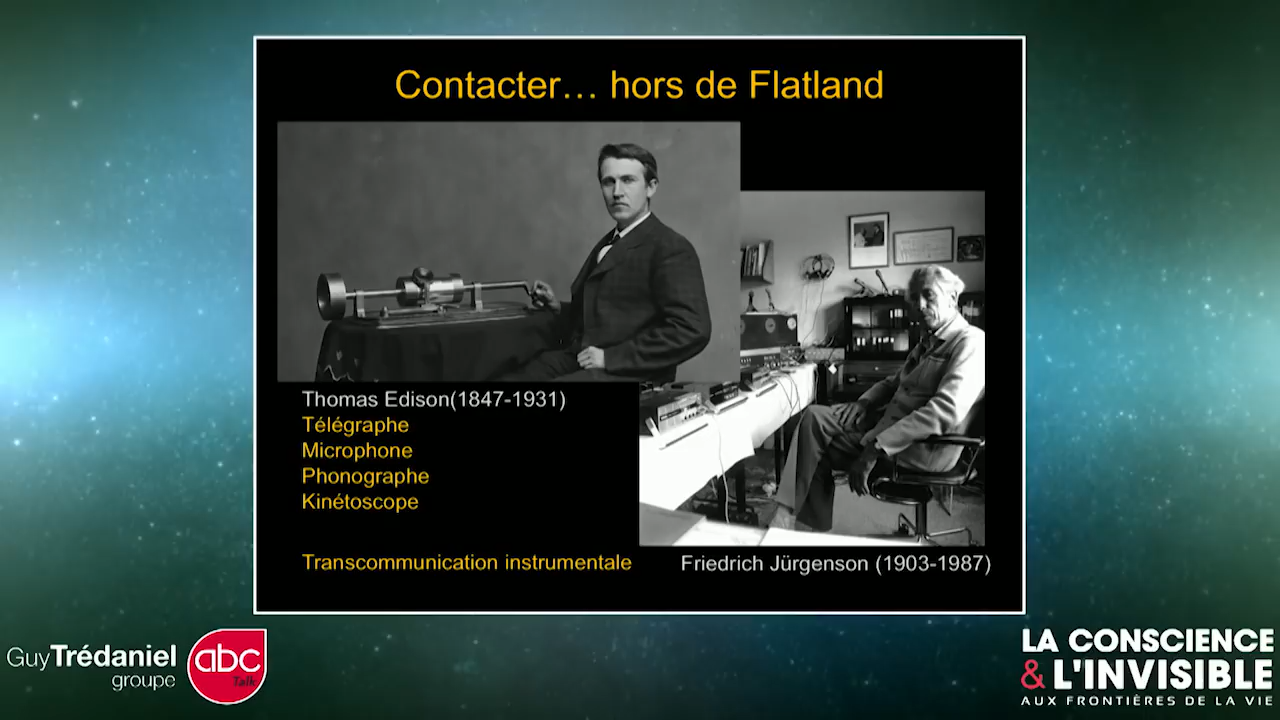 Contacter… hors de Flatland
Thomas Edison(1847-1931)
Télégraphe
Microphone
Phonographe
Kinétoscope
Transcommunication instrumentale
Friedrich Jürgenson (1903-1987)
GuyTrédaniel
groupe
abc
Talk
LA CONSCIENCE
& L'INVISIBLE
AUX FRONTIÈRES DE LA VIE